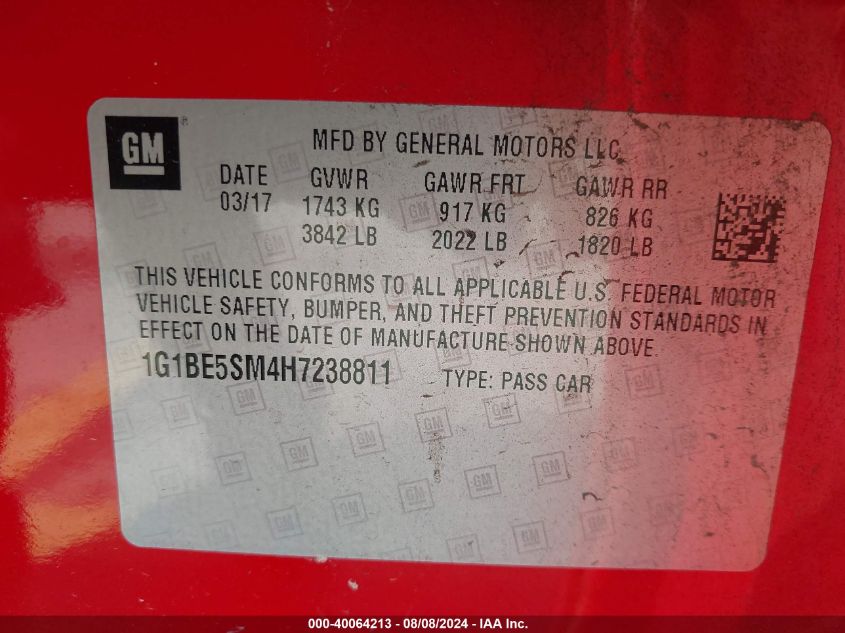 GM ®
MFD BY GENERAL MOTORS LLC
DATE GVWR GAWR FRT GAWR RR
03/17 1743 KG 917 KG 826 KG
3842 LB 2022 LB 1820 LB
THIS VEHICLE CONFORMS TO ALL APPLICABLE U.S. FEDERAL MOTOR
VEHICLE SAFETY, BUMPER, AND THEFT PREVENTION STANDARDS IN
EFFECT ON THE DATE OF MANUFACTURE SHOWN ABOVE.
1G1BE5SM4H7238811 TYPE: PASS CAR
000-40064213 - 08/08/2024 - IAA Inc.